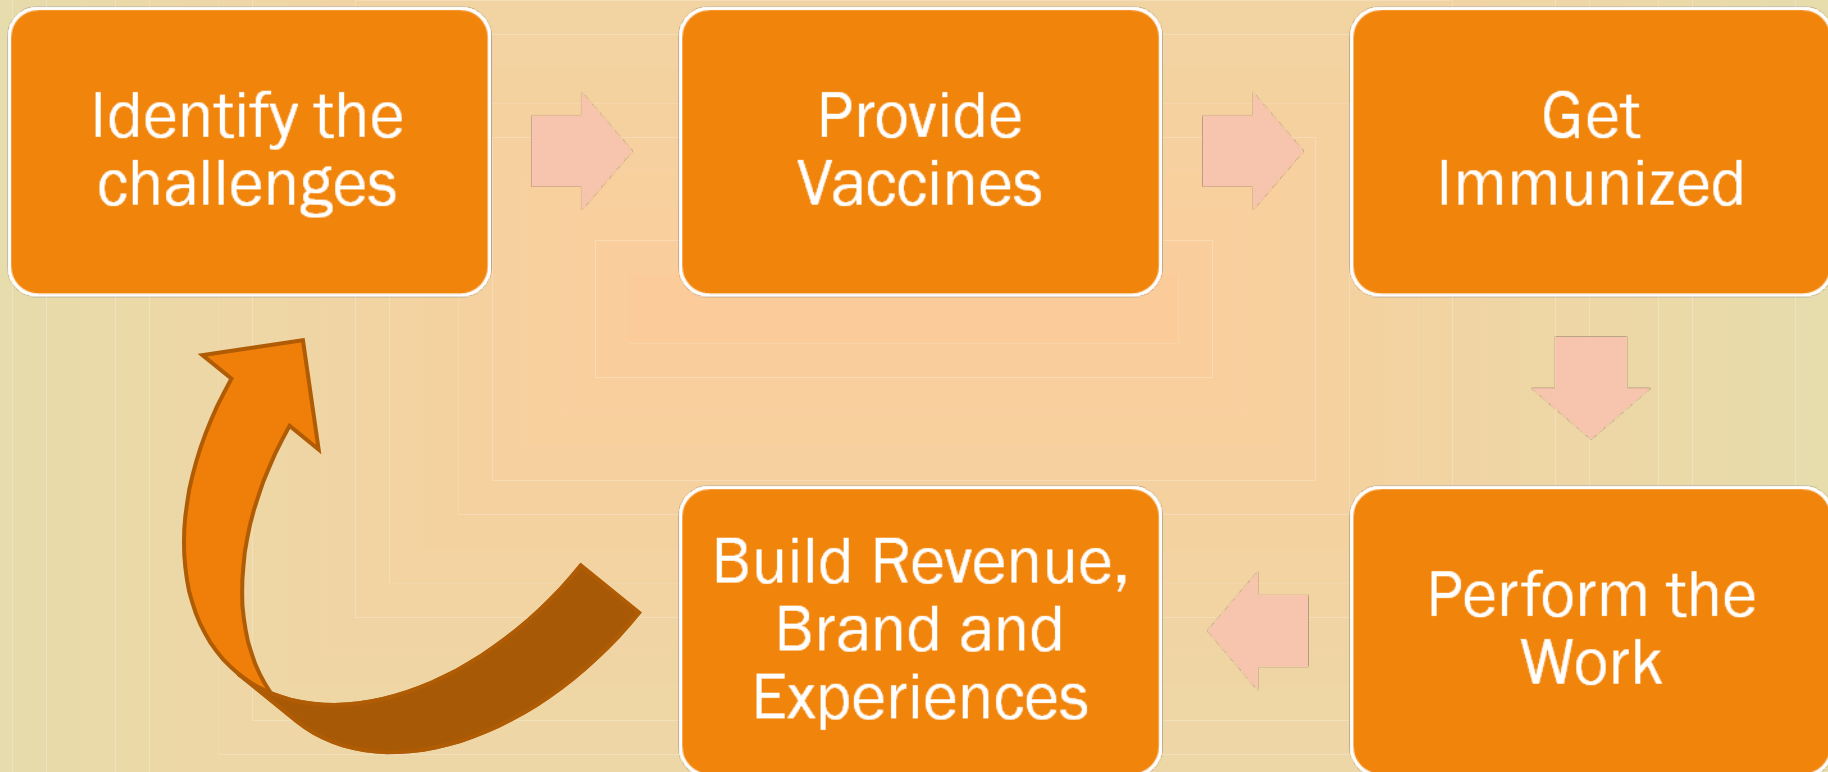 Identify the
challenges
Provide
Vaccines
Get
Immunized
Perform the
Work
Build Revenue,
Brand and
Experiences